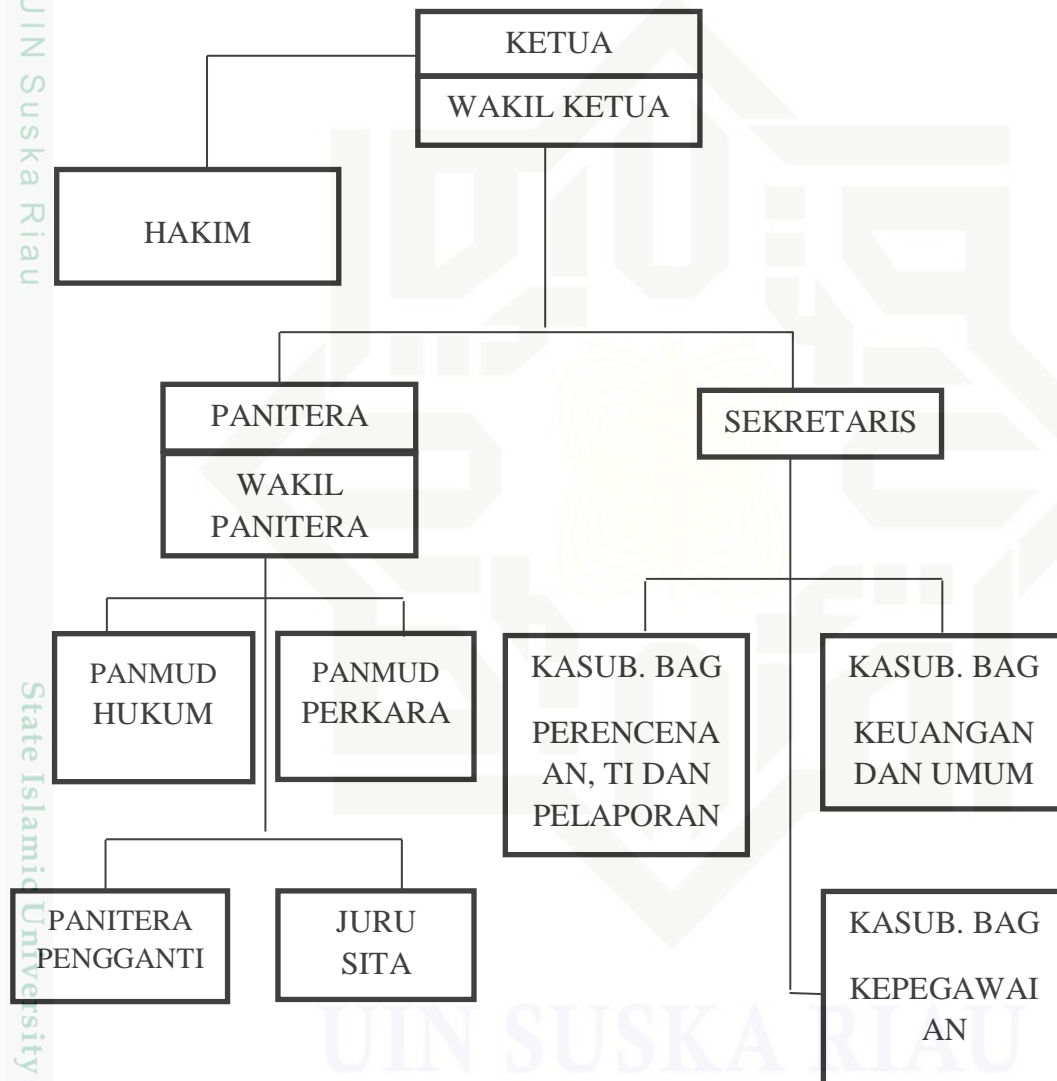 KETUA
WAKIL KETUA
HAKIM
PANITERA
WAKIL
PANITERA
SEKRETARIS
PANMUD
HUKUM
PANMUD
PERKARA
KASUB. BAG
PERENCENA
AN, TI DAN
PELAPORAN
KASUB. BAG
KEUANGAN
DAN UMUM
PANITERA
PENGGANTI
JURU
SITA
KASUB. BAG
KEPEGAWAI
AN
UIN Suska Riau
State Islamic University
UIN SUSKA RIAU